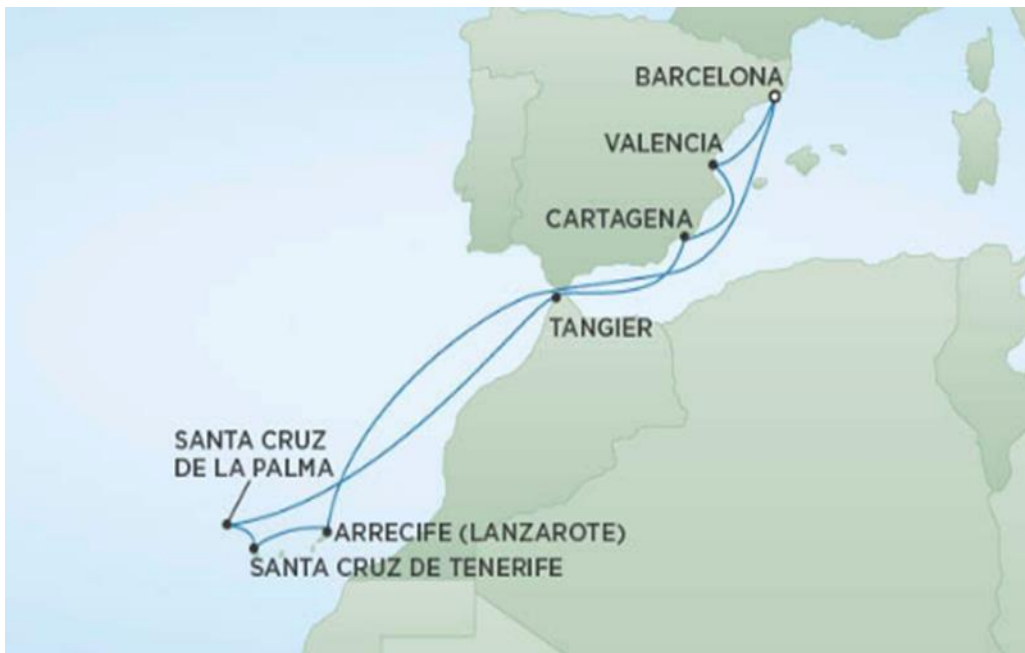 BARCELONA
VALENCIA
CARTAGENA
TANGIER
SANTA CRUZ
DE LA PALMA
ARRECIFE (LANZAROTE)
SANTA CRUZ DE TENERIFE